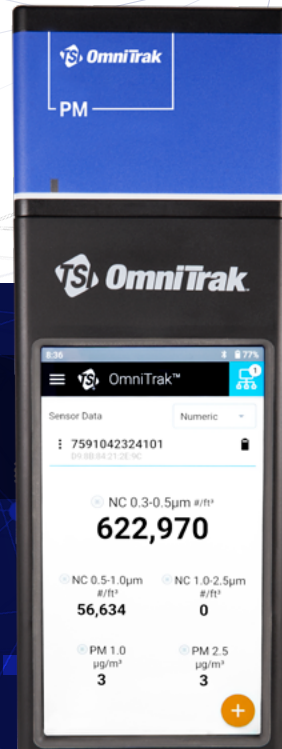 TSI OmniTrak
PM
TSI OmniTrak
8:36 77%
TSI OmniTrak™ 1
Sensor Data Numeric
7591042324101
D9:8B:84:21:2E:9C
NC 0.3-0.5µm #/ft³
622,970
NC 0.5-1.0µm NC 1.0-2.5µm
#/ft³ #/ft³
56,634 0
PM 1.0 PM 2.5
µg/m³ µg/m³
3 3
+